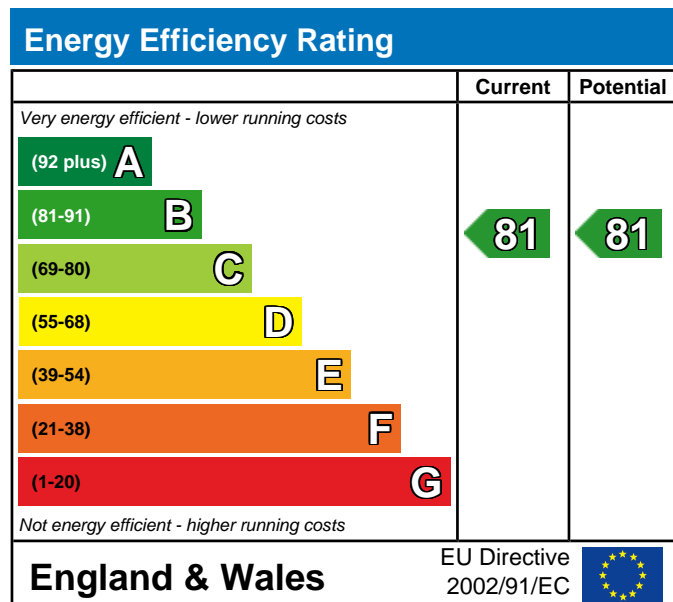 Energy Efficiency Rating
Current Potential
Very energy efficient - lower running costs
(92 plus) A
(81-91) B
81 81
(69-80) C
(55-68) D
(39-54) E
(21-38) F
(1-20) G
Not energy efficient - higher running costs
England & Wales
EU Directive
2002/91/EC